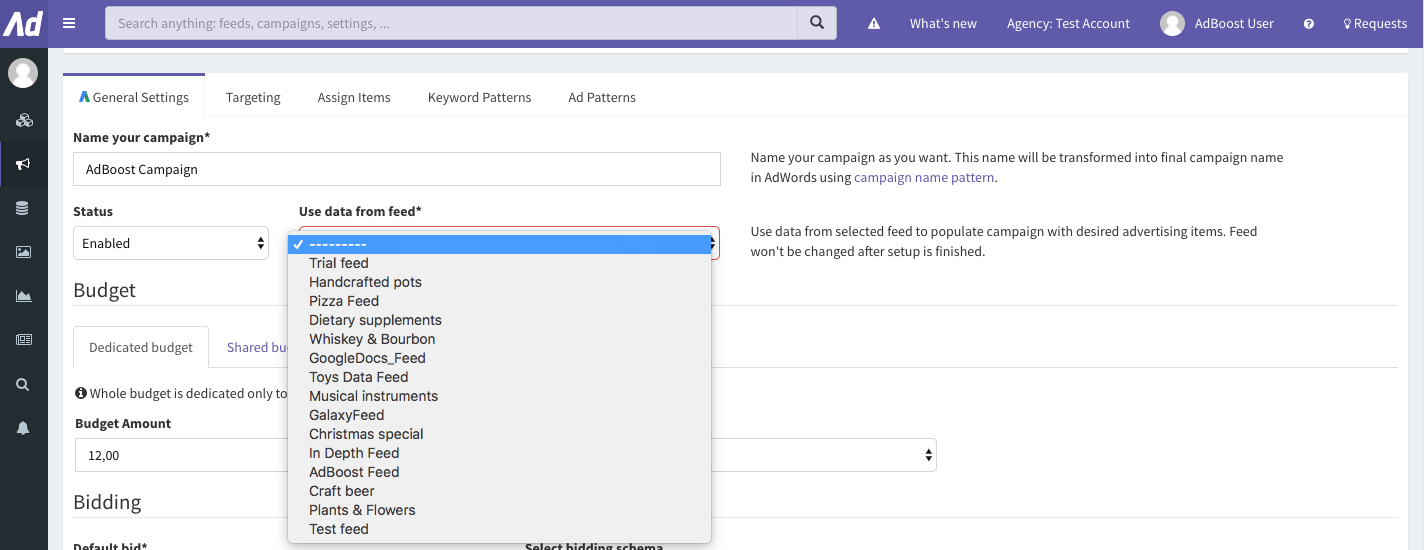 Ad
Search anything: feeds, campaigns, settings, ...
What's new
Agency: Test Account
AdBoost User
Requests
General Settings
Targeting
Assign Items
Keyword Patterns
Ad Patterns
Name your campaign*
AdBoost Campaign
Name your campaign as you want. This name will be transformed into final campaign name
in AdWords using campaign name pattern.
Status
Use data from feed*
Enabled
Use data from selected feed to populate campaign with desired advertising items. Feed
won't be changed after setup is finished.
---------
Trial feed
Handcrafted pots
Pizza Feed
Dietary supplements
Whiskey & Bourbon
GoogleDocs_Feed
Toys Data Feed
Musical instruments
GalaxyFeed
Christmas special
In Depth Feed
AdBoost Feed
Craft beer
Plants & Flowers
Test feed
Budget
Dedicated budget
Shared bu
Whole budget is dedicated only to
Budget Amount
12,00
Bidding
Default bid*
Select bidding schema